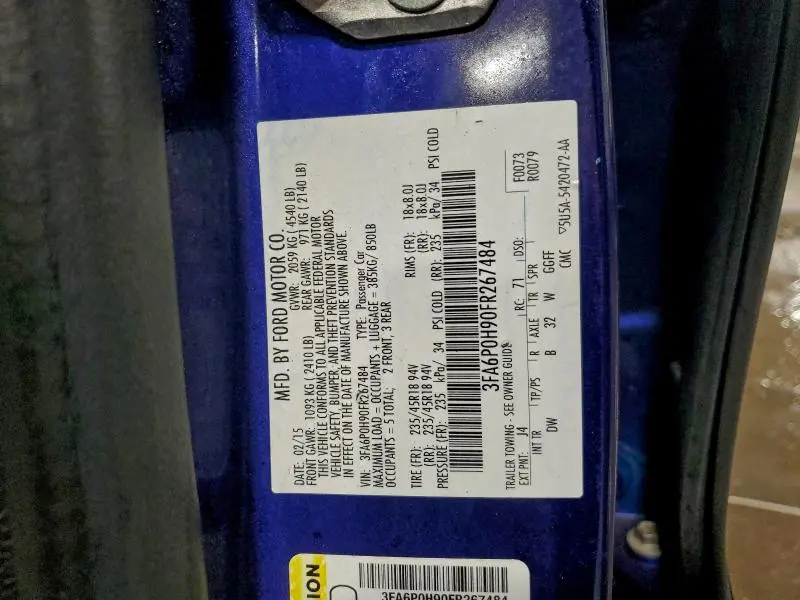 MFD. BY FORD MOTOR CO.
DATE: 02/15 GVWR: 2059 KG (4540 LB)
FRONT GAWR: 1093 KG (2410 LB) REAR GAWR: 971 KG (2140 LB)
THIS VEHICLE CONFORMS TO ALL APPLICABLE FEDERAL MOTOR
VEHICLE SAFETY, BUMPER, AND THEFT PREVENTION STANDARDS
IN EFFECT ON THE DATE OF MANUFACTURE SHOWN ABOVE.
VIN: 3FA6P0H90FR267484 TYPE: Passenger Car
MAXIMUM LOAD = OCCUPANTS + LUGGAGE = 385KG/ 850LB
OCCUPANTS = 5 TOTAL; 2 FRONT, 3 REAR
TIRE (FR): 235/45R18 94V RIMS (FR): 18x8.0J
(RR): 235/45R18 94V (RR): 18x8.0J
PRESSURE (FR): 235 kPa/ 34 PSI COLD (RR): 235 kPa/ 34 PSI COLD
3FA6P0H90FR267484
TRAILER TOWING - SEE OWNER GUIDE
F0073
R0079
EXT PNT: J4 RC: 71 DSO:
INT TR TP/PS R AXLE TR SPR
DW B 32 W GGFF
CMC ▽5U5A-5420472-AA
3FA6P0H90FR267484